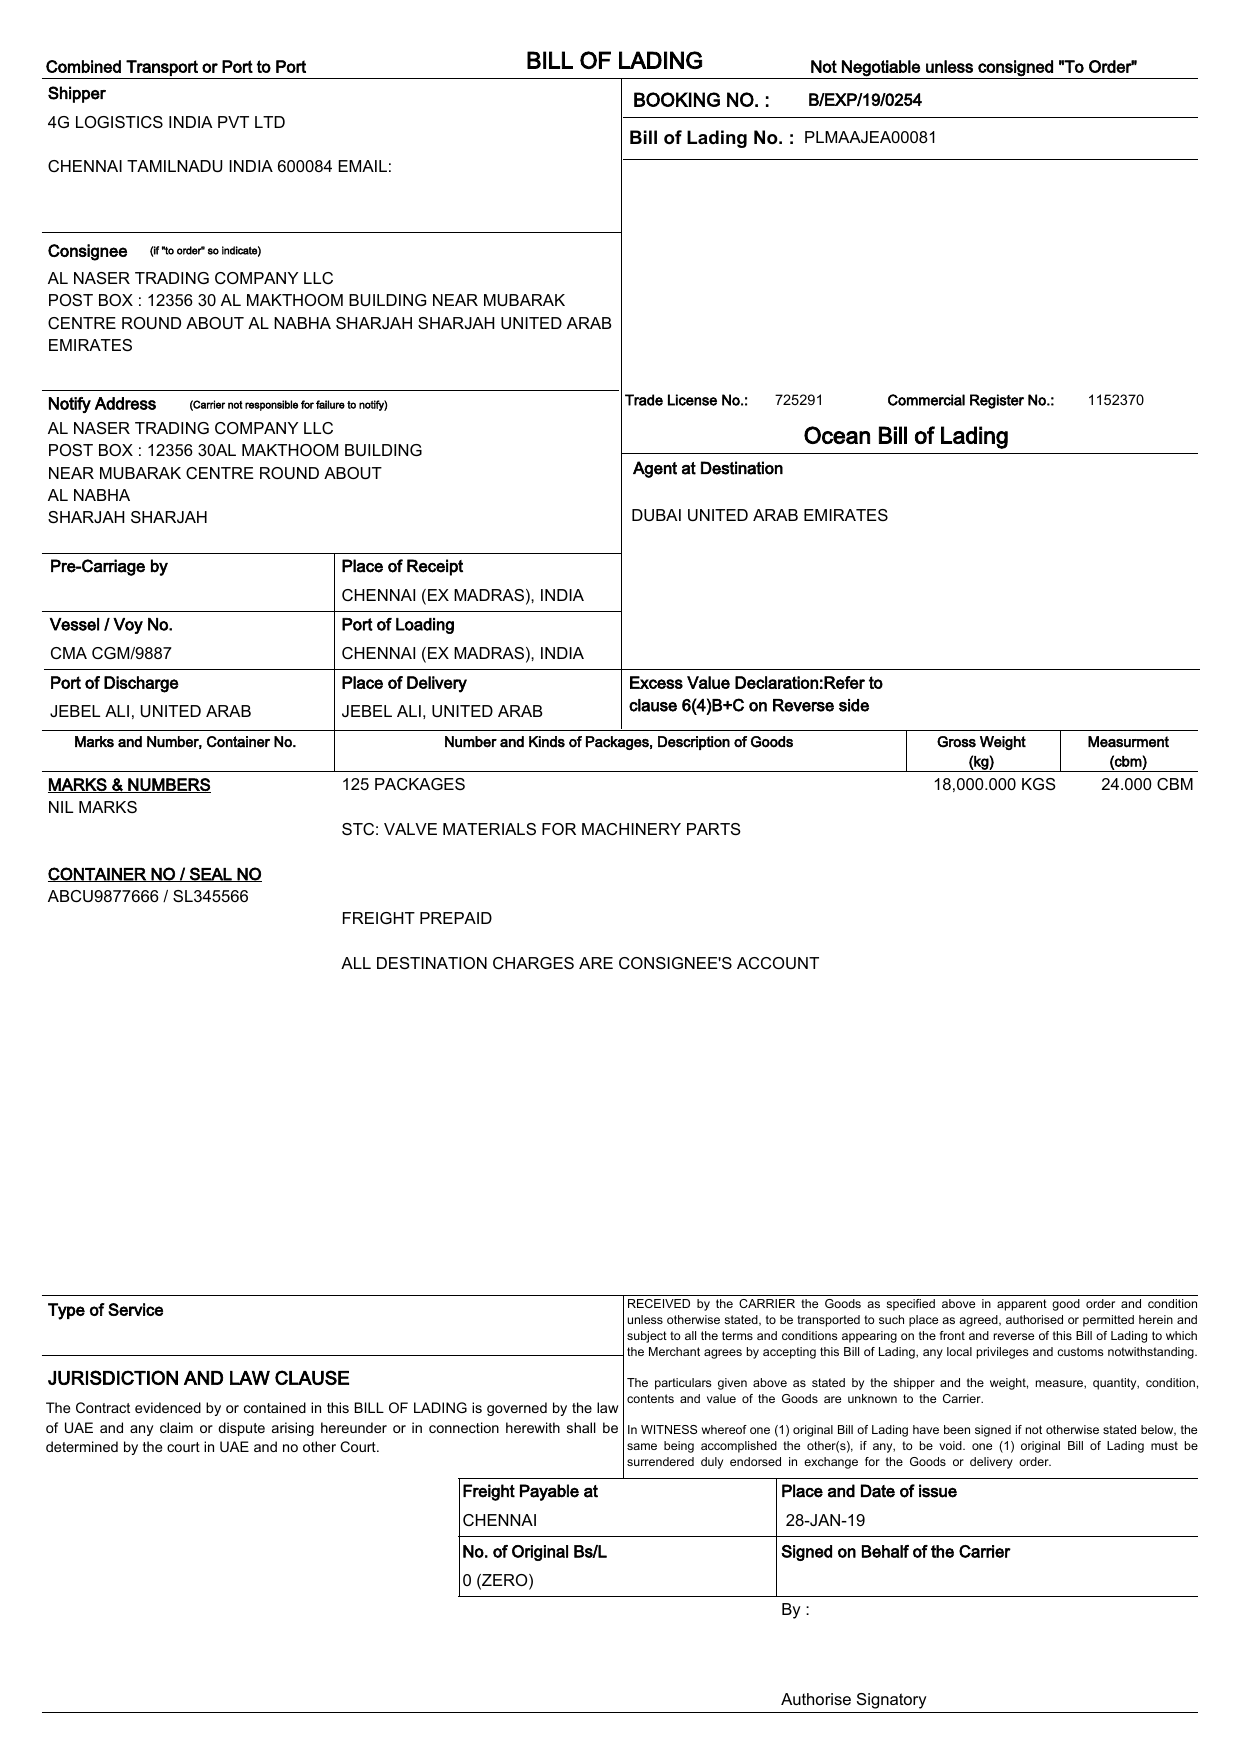 Combined Transport or Port to Port
BILL OF LADING
Not Negotiable unless consigned "To Order"
Shipper
4G LOGISTICS INDIA PVT LTD
CHENNAI TAMILNADU INDIA 600084 EMAIL:
BOOKING NO. : B/EXP/19/0254
Bill of Lading No. : PLMAAJEA00081
Consignee (if "to order" so indicate)
AL NASER TRADING COMPANY LLC
POST BOX : 12356 30 AL MAKTHOOM BUILDING NEAR MUBARAK
CENTRE ROUND ABOUT AL NABHA SHARJAH SHARJAH UNITED ARAB
EMIRATES
Notify Address (Carrier not responsible for failure to notify)
AL NASER TRADING COMPANY LLC
POST BOX : 12356 30AL MAKTHOOM BUILDING
NEAR MUBARAK CENTRE ROUND ABOUT
AL NABHA
SHARJAH SHARJAH
Trade License No.: 725291 Commercial Register No.: 1152370
Ocean Bill of Lading
Agent at Destination
DUBAI UNITED ARAB EMIRATES
Pre-Carriage by
Place of Receipt
CHENNAI (EX MADRAS), INDIA
Vessel / Voy No.
CMA CGM/9887
Port of Loading
CHENNAI (EX MADRAS), INDIA
Port of Discharge
JEBEL ALI, UNITED ARAB
Place of Delivery
JEBEL ALI, UNITED ARAB
Excess Value Declaration:Refer to
clause 6(4)B+C on Reverse side
Marks and Number, Container No.
Number and Kinds of Packages, Description of Goods
Gross Weight
(kg)
Measurment
(cbm)
MARKS & NUMBERS
NIL MARKS
125 PACKAGES
18,000.000 KGS
24.000 CBM
STC: VALVE MATERIALS FOR MACHINERY PARTS
CONTAINER NO / SEAL NO
ABCU9877666 / SL345566
FREIGHT PREPAID
ALL DESTINATION CHARGES ARE CONSIGNEE'S ACCOUNT
Type of Service
JURISDICTION AND LAW CLAUSE
The Contract evidenced by or contained in this BILL OF LADING is governed by the law
of UAE and any claim or dispute arising hereunder or in connection herewith shall be
determined by the court in UAE and no other Court.
RECEIVED by the CARRIER the Goods as specified above in apparent good order and condition
unless otherwise stated, to be transported to such place as agreed, authorised or permitted herein and
subject to all the terms and conditions appearing on the front and reverse of this Bill of Lading to which
the Merchant agrees by accepting this Bill of Lading, any local privileges and customs notwithstanding.
The particulars given above as stated by the shipper and the weight, measure, quantity, condition,
contents and value of the Goods are unknown to the Carrier.
In WITNESS whereof one (1) original Bill of Lading have been signed if not otherwise stated below, the
same being accomplished the other(s), if any, to be void. one (1) original Bill of Lading must be
surrendered duly endorsed in exchange for the Goods or delivery order.
Freight Payable at
CHENNAI
Place and Date of issue
28-JAN-19
No. of Original Bs/L
0 (ZERO)
Signed on Behalf of the Carrier
By :
Authorise Signatory